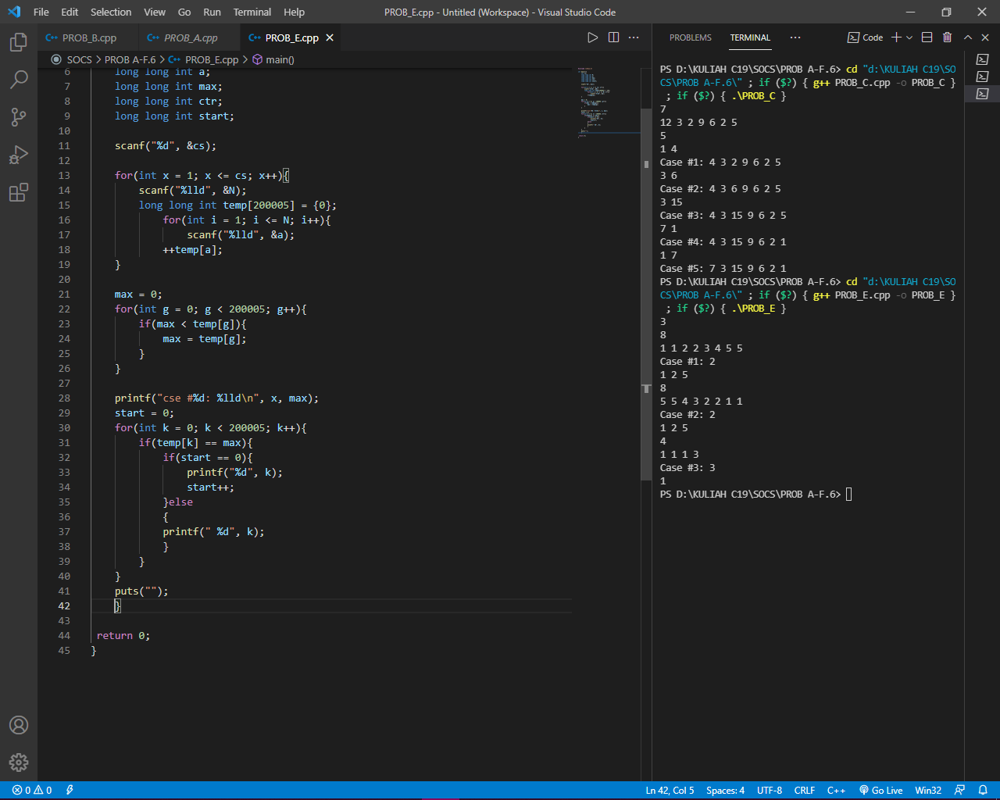 File Edit Selection View Go Run Terminal Help PROB_E.cpp - Untitled (Workspace) - Visual Studio Code
PROB_B.cpp PROB_A.cpp PROB_E.cpp
SOCS > PROB A-F.6 > PROB_E.cpp > main()
6 long long int a;
7 long long int max;
8 long long int ctr;
9 long long int start;
10
11 scanf("%d", &cs);
12
13 for(int x = 1; x <= cs; x++){
14 scanf("%lld", &N);
15 long long int temp[200005] = {0};
16 for(int i = 1; i <= N; i++){
17 scanf("%lld", &a);
18 ++temp[a];
19 }
20
21 max = 0;
22 for(int g = 0; g < 200005; g++){
23 if(max < temp[g]){
24 max = temp[g];
25 }
26 }
27
28 printf("cse #%d: %lld\n", x, max);
29 start = 0;
30 for(int k = 0; k < 200005; k++){
31 if(temp[k] == max){
32 if(start == 0){
33 printf("%d", k);
34 start++;
35 }else
36 {
37 printf(" %d", k);
38 }
39 }
40 }
41 puts("");
42 }
43
44 return 0;
45 }
PROBLEMS TERMINAL ... Code
PS D:\KULIAH C19\SOCS\PROB A-F.6> cd "d:\KULIAH C19\SO
CS\PROB A-F.6\" ; if ($?) { g++ PROB_C.cpp -o PROB_C }
; if ($?) { .\PROB_C }
7
12 3 2 9 6 2 5
5
1 4
Case #1: 4 3 2 9 6 2 5
3 6
Case #2: 4 3 6 9 6 2 5
3 15
Case #3: 4 3 15 9 6 2 5
7 1
Case #4: 4 3 15 9 6 2 1
1 7
Case #5: 7 3 15 9 6 2 1
PS D:\KULIAH C19\SOCS\PROB A-F.6> cd "d:\KULIAH C19\SO
CS\PROB A-F.6\" ; if ($?) { g++ PROB_E.cpp -o PROB_E }
; if ($?) { .\PROB_E }
3
8
1 1 2 2 3 4 5 5
Case #1: 2
1 2 5
8
5 5 4 3 2 2 1 1
Case #2: 2
1 2 5
4
1 1 1 3
Case #3: 3
1
PS D:\KULIAH C19\SOCS\PROB A-F.6>
0 0 Ln 42, Col 5 Spaces: 4 UTF-8 CRLF C++ Go Live Win32